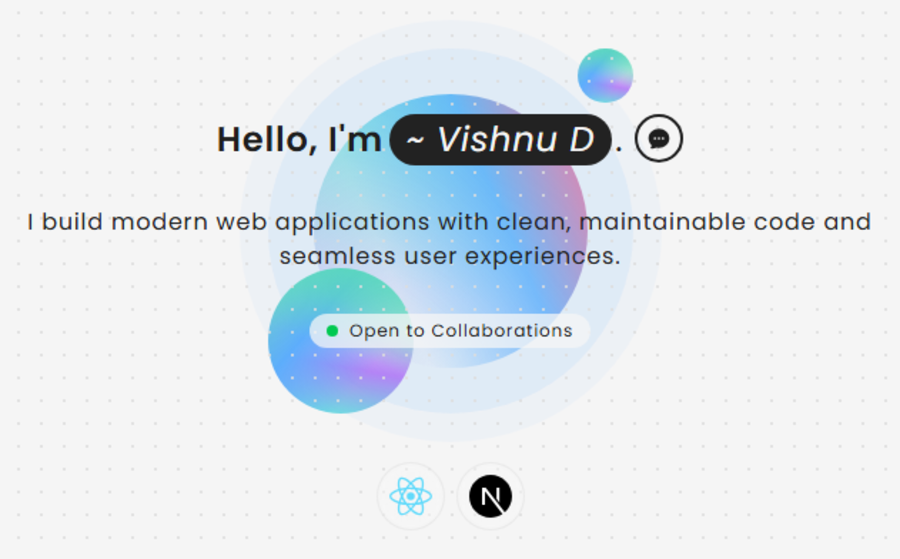 Hello, I'm ~ Vishnu D .
I build modern web applications with clean, maintainable code and
seamless user experiences.
Open to Collaborations
N